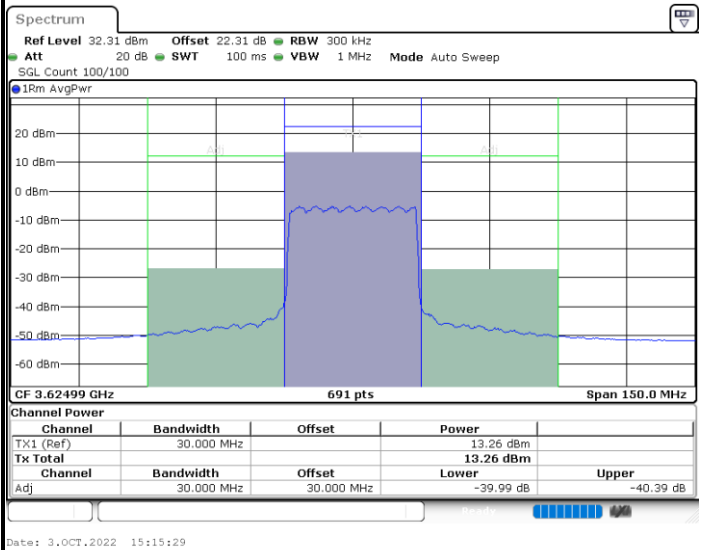 Spectrum
Ref Level 32.31 dBm Offset 22.31 dB RBW 300 kHz
Att 20 dB SWT 100 ms VBW 1 MHz Mode Auto Sweep
SGL Count 100/100
1Rm AvgPwr
TX1
20 dBm
Adj Adj
10 dBm
0 dBm
-10 dBm
-20 dBm
-30 dBm
-40 dBm
-50 dBm
-60 dBm
CF 3.62499 GHz 691 pts Span 150.0 MHz
Channel Power
Channel Bandwidth Offset Power
TX1 (Ref) 30.000 MHz 13.26 dBm
Tx Total 13.26 dBm
Channel Bandwidth Offset Lower Upper
Adj 30.000 MHz 30.000 MHz -39.99 dB -40.39 dB
Ready
Date: 3.OCT.2022 15:15:29